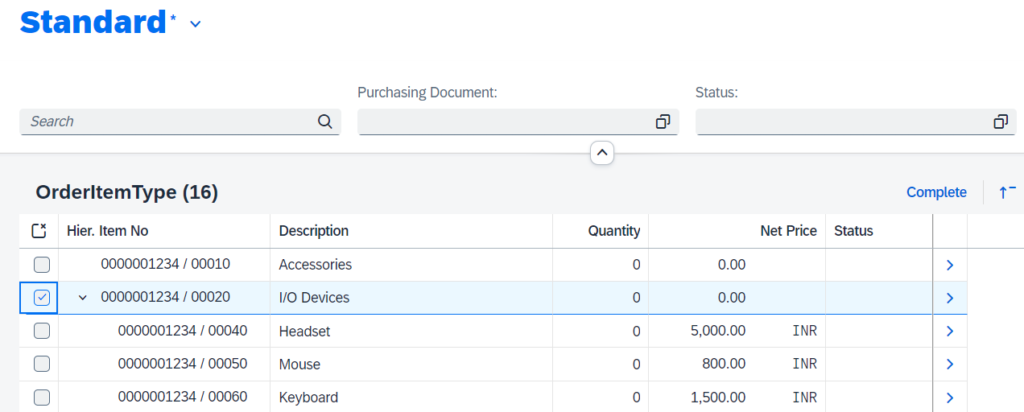 Standard *
Purchasing Document: Status:
Search
OrderItemType (16) Complete
Hier. Item No Description Quantity Net Price Status
0000001234 / 00010 Accessories 0 0.00
0000001234 / 00020 I/O Devices 0 0.00
0000001234 / 00040 Headset 0 5,000.00 INR
0000001234 / 00050 Mouse 0 800.00 INR
0000001234 / 00060 Keyboard 0 1,500.00 INR